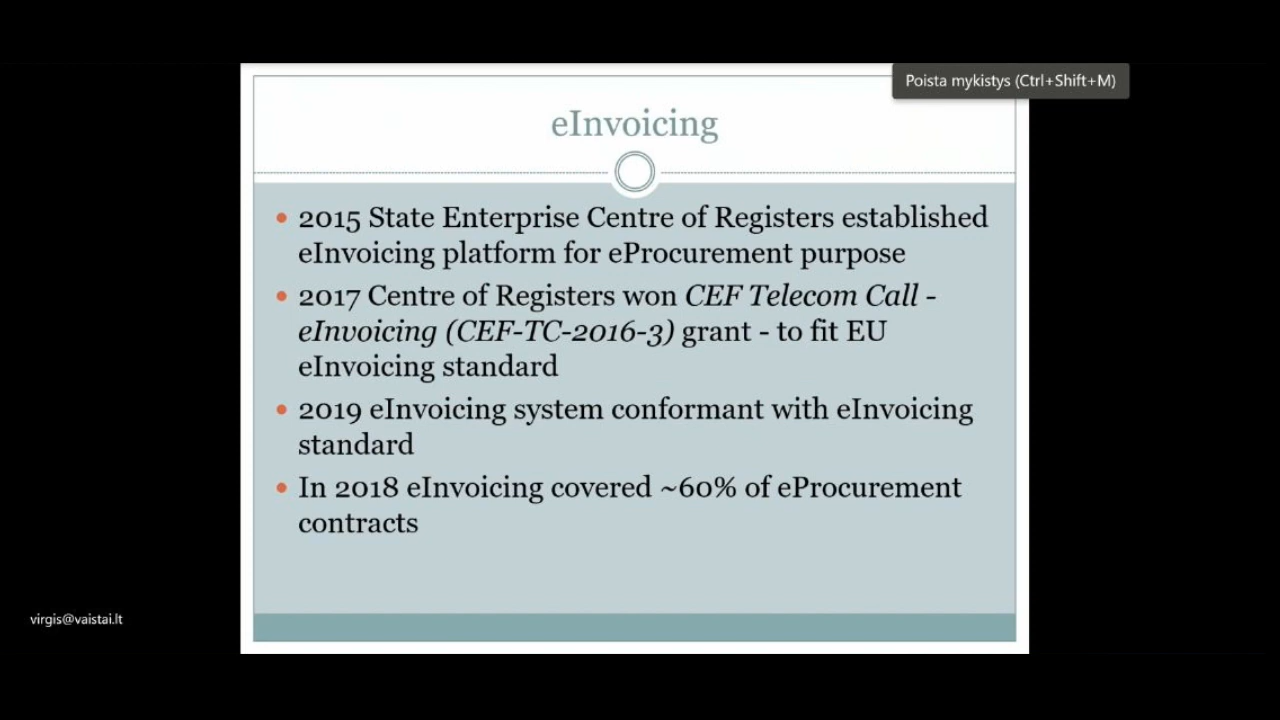 Poista mykistys (Ctrl+Shift+M)
eInvoicing
• 2015 State Enterprise Centre of Registers established
eInvoicing platform for eProcurement purpose
• 2017 Centre of Registers won CEF Telecom Call -
eInvoicing (CEF-TC-2016-3) grant - to fit EU
eInvoicing standard
• 2019 eInvoicing system conformant with eInvoicing
standard
• In 2018 eInvoicing covered ~60% of eProcurement
contracts
virgis@vaistai.lt